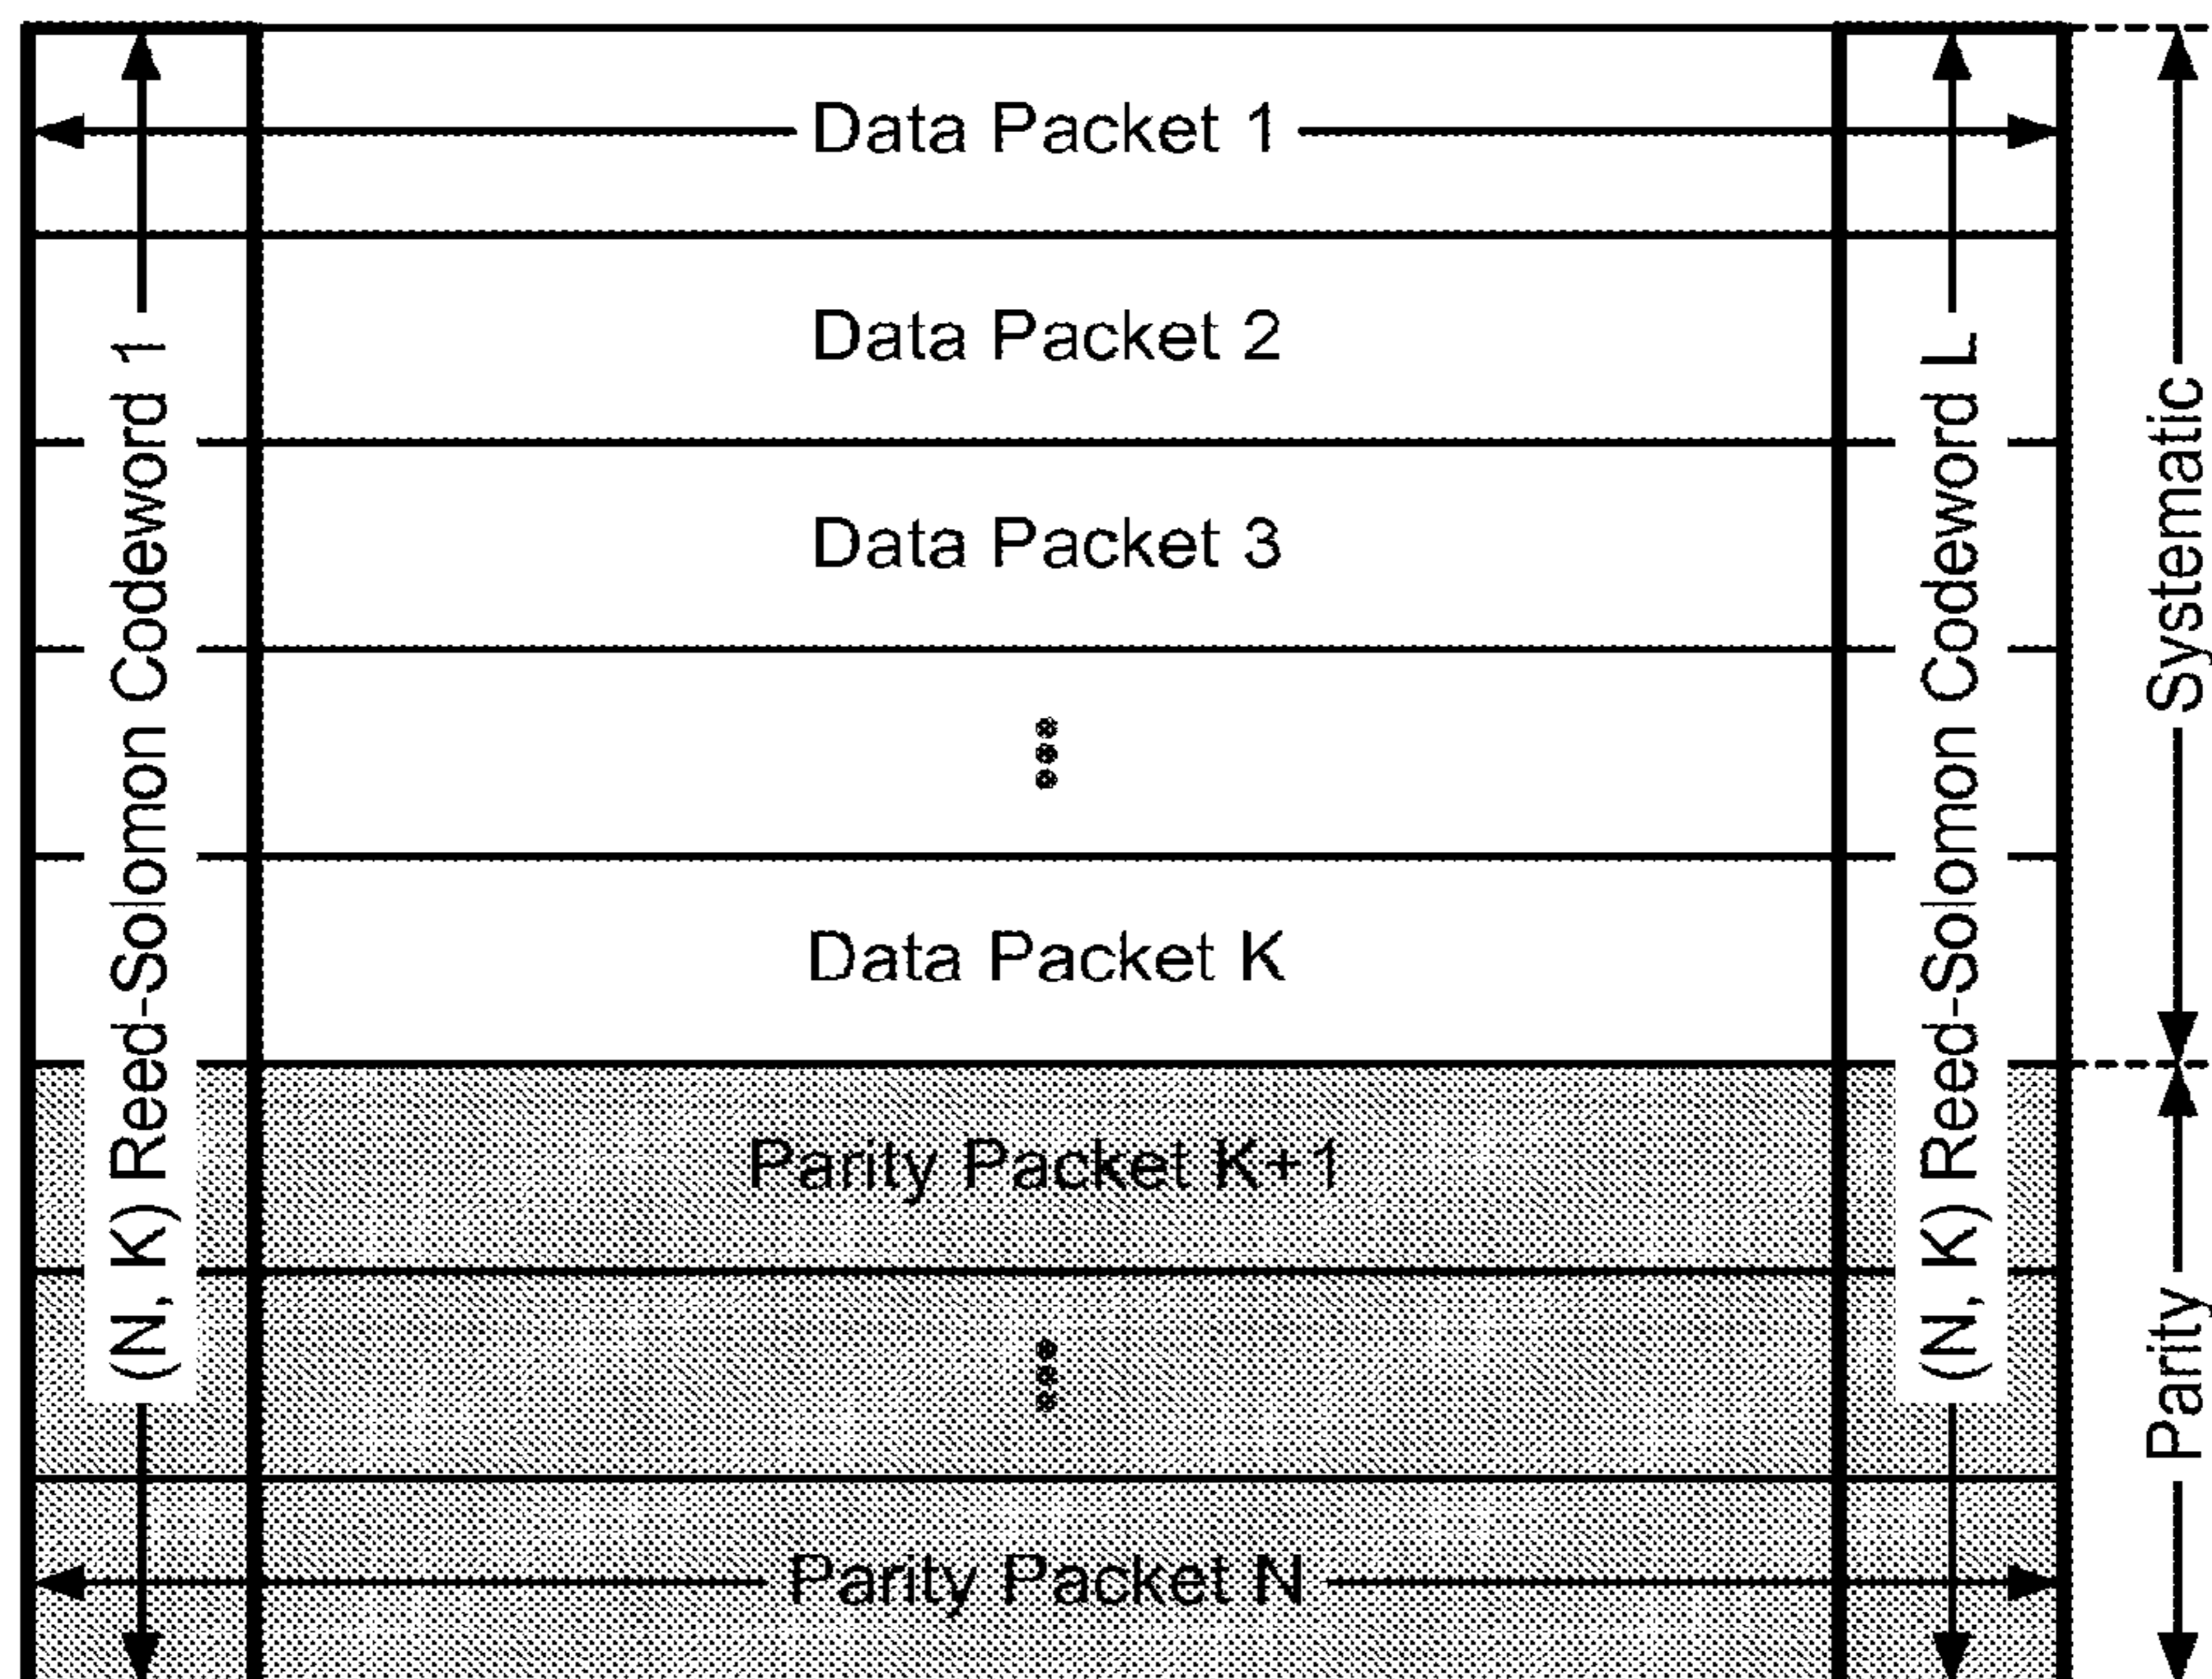 Data Packet 1
Data Packet 2
Data Packet 3
Data Packet K
Parity Packet K+1
Parity Packet N
(N, K) Reed-Solomon Codeword 1
(N, K) Reed-Solomon Codeword L
Systematic
Parity